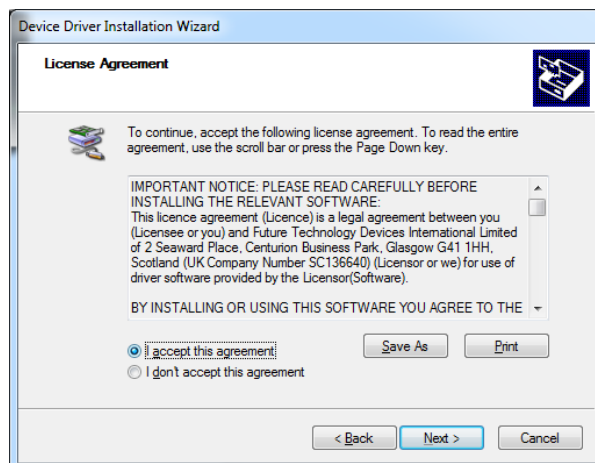 Device Driver Installation Wizard
License Agreement
To continue, accept the following license agreement. To read the entire
agreement, use the scroll bar or press the Page Down key.
IMPORTANT NOTICE: PLEASE READ CAREFULLY BEFORE
INSTALLING THE RELEVANT SOFTWARE:
This licence agreement (Licence) is a legal agreement between you
(Licensee or you) and Future Technology Devices International Limited
of 2 Seaward Place, Centurion Business Park, Glasgow G41 1HH,
Scotland (UK Company Number SC136640) (Licensor or we) for use of
driver software provided by the Licensor(Software).
BY INSTALLING OR USING THIS SOFTWARE YOU AGREE TO THE
I accept this agreement
Save As
Print
I don't accept this agreement
< Back
Next >
Cancel